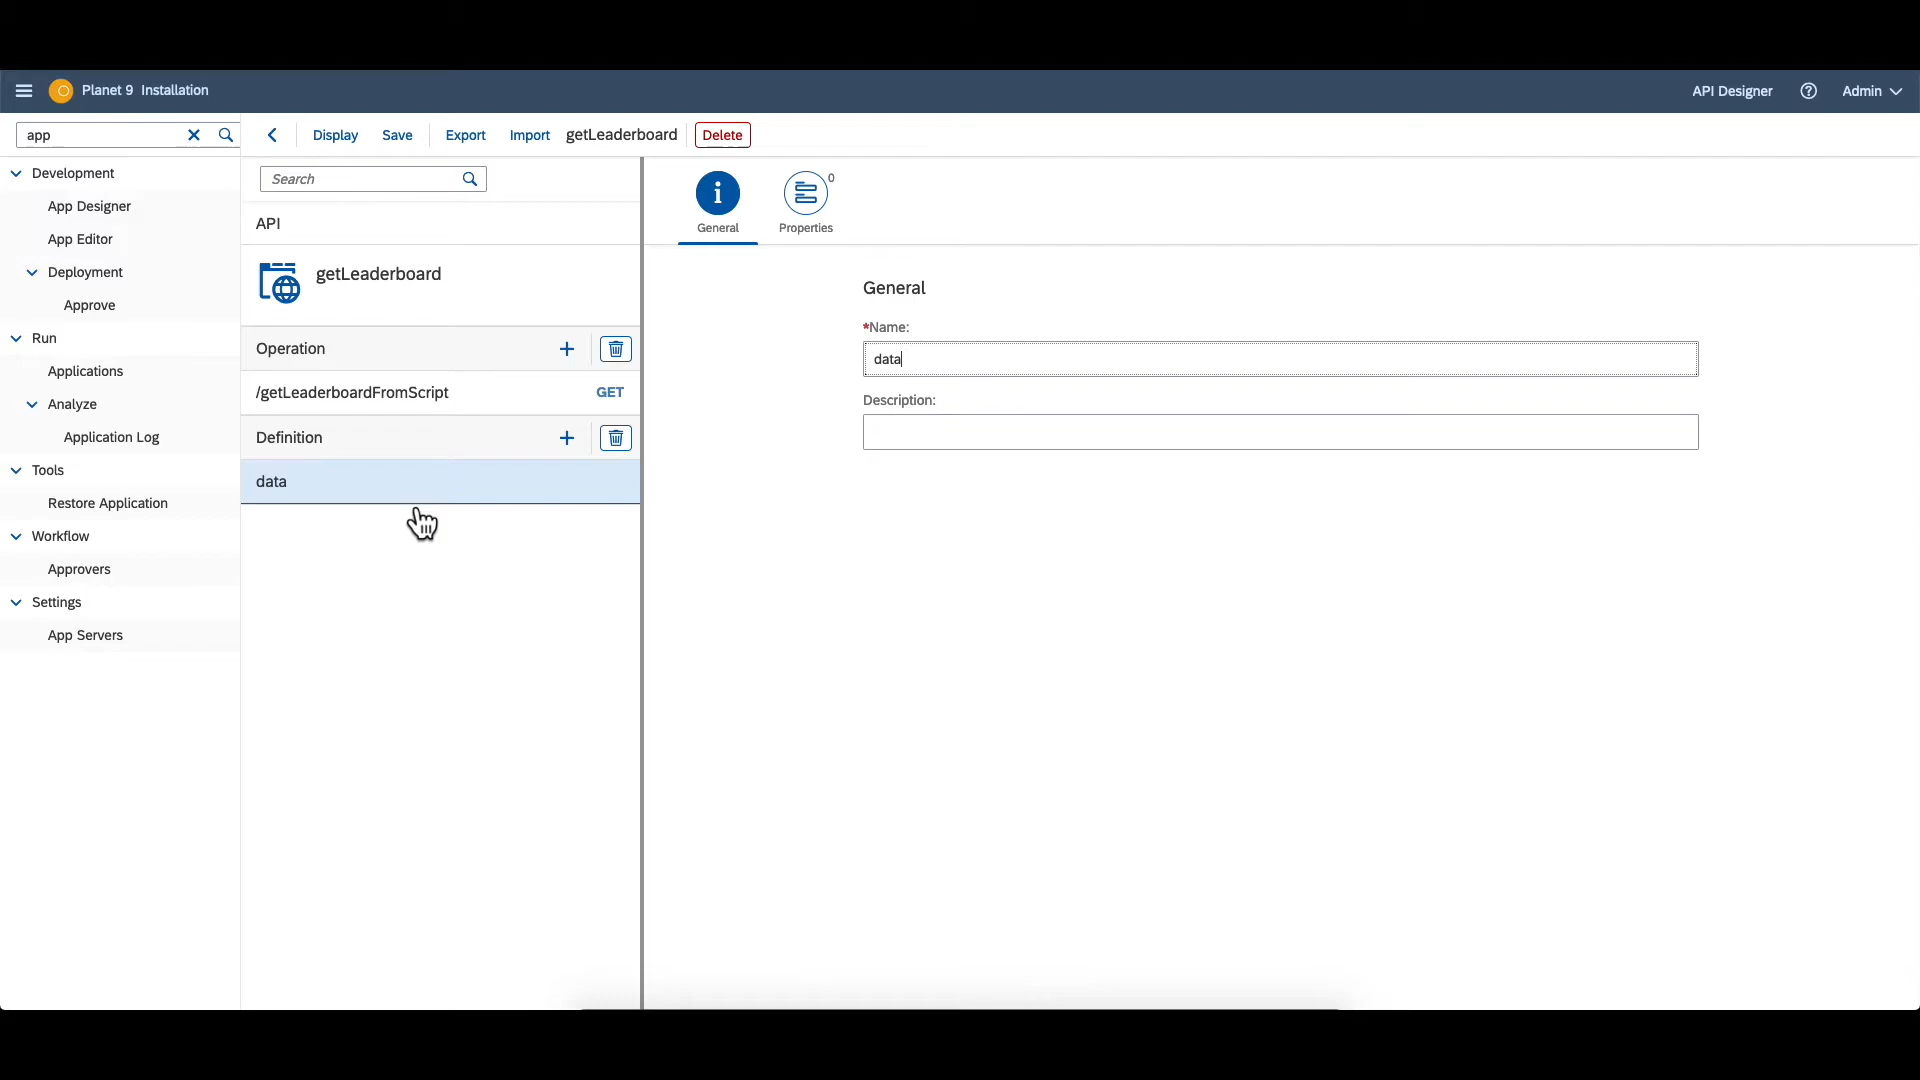 Planet 9 Installation
API Designer
Admin
app
Display
Save
Export
Import
getLeaderboard
Delete
Development
App Designer
App Editor
Deployment
Approve
Run
Applications
Analyze
Application Log
Tools
Restore Application
Workflow
Approvers
Settings
App Servers
Search
API
getLeaderboard
Operation
/getLeaderboardFromScript GET
Definition
data
General
Properties
0
General
*Name:
data
Description: